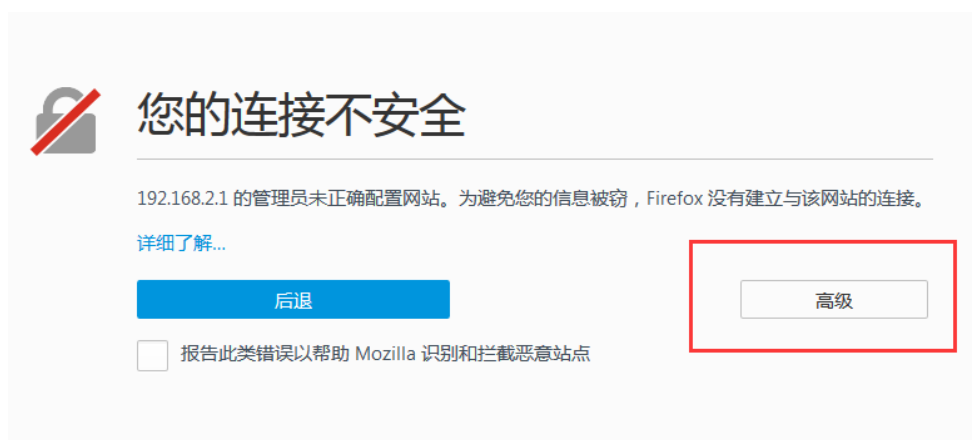 您的连接不安全
192.168.2.1 的管理员未正确配置网站。为避免您的信息被窃，Firefox 没有建立与该网站的连接。
详细了解...
后退
高级
报告此类错误以帮助 Mozilla 识别和拦截恶意站点